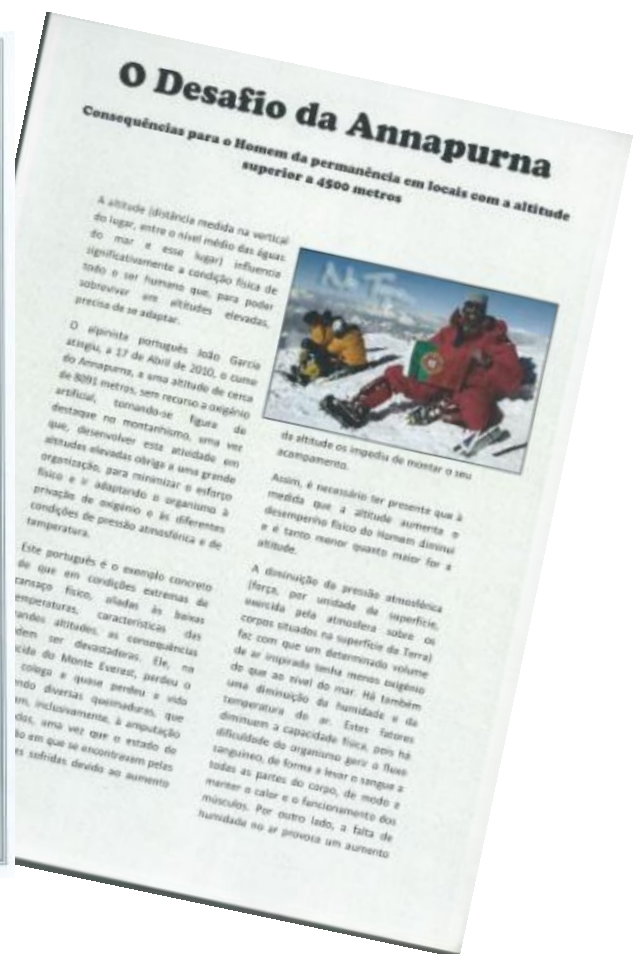 O Desafio da Annapurna
Consequências para o Homem da permanência em locais com a altitude
superior a 4500 metros
A altitude (distância medida na vertical
do lugar, entre o nível médio das águas
do mar e esse lugar) influencia
significativamente a condição física de
todo o ser humano que, para poder
sobreviver em altitudes elevadas,
precisa de se adaptar.
O alpinista português João Garcia
atingiu, a 17 de Abril de 2010, o cume
do Annapurna, a uma altitude de cerca
de 8091 metros, sem recurso a oxigénio
artificial, tornando-se figura de
destaque no montanhismo, uma vez
que, desenvolver esta atividade em
altitudes elevadas obriga a uma grande
organização, para minimizar o esforço
físico e ir adaptando o organismo à
privação de oxigénio e às diferentes
condições de pressão atmosférica e de
temperatura.
Este português é o exemplo concreto
de que em condições extremas de
cansaço físico, aliadas às baixas
temperaturas, características das
grandes altitudes, as consequências
podem ser devastadoras. Ele, na
do Monte Everest, perdeu o
colega e quase perdeu a vida
diversas queimaduras, que
inclusivamente, à amputação
uma vez que o estado de
em que se encontravam pelas
sofridas devido ao aumento
da altitude os impediu de montar o seu
acampamento.
Assim, é necessário ter presente que à
medida que a altitude aumenta o
desempenho físico do Homem diminui
e é tanto menor quanto maior for a
altitude.
A diminuição da pressão atmosférica
(força, por unidade de superfície,
exercida pela atmosfera sobre os
corpos situados na superfície da Terra)
faz com que um determinado volume
de ar inspirado tenha menos oxigénio
do que ao nível do mar. Há também
uma diminuição da humidade e da
temperatura do ar. Estes fatores
diminuem a capacidade física, pois há
dificuldade do organismo gerir o fluxo
sanguíneo, de forma a levar o sangue a
todas as partes do corpo, de modo a
manter o calor e o funcionamento dos
músculos. Por outro lado, a falta de
humidade no ar provoca um aumento